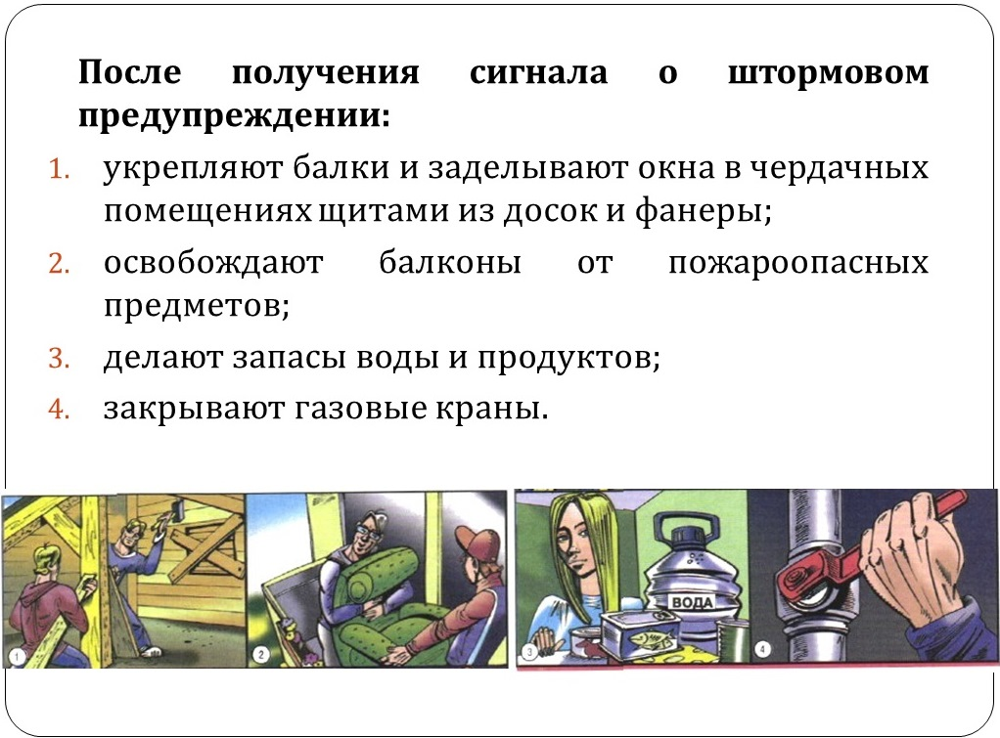 После получения сигнала о штормовом
предупреждении:
1. укрепляют балки и заделывают окна в чердачных
помещениях щитами из досок и фанеры;
2. освобождают балконы от пожароопасных
предметов;
3. делают запасы воды и продуктов;
4. закрывают газовые краны.
ВОДА
1
2
3
4